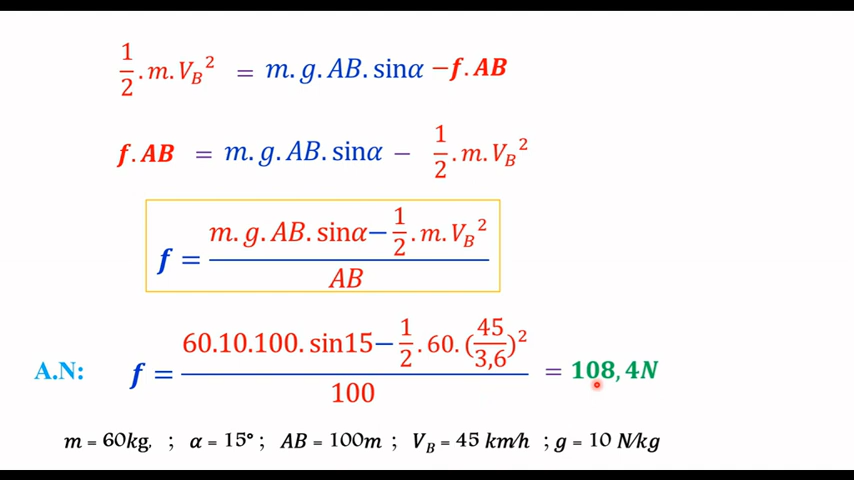 1/2 . m. V_B² = m. g. AB. sinα − f. AB
f. AB = m. g. AB. sinα − 1/2 . m. V_B²
f = (m. g. AB. sinα − 1/2 . m. V_B²) / AB
A.N: f = (60.10.100. sin15 − 1/2 . 60. (45/3,6)²) / 100 = 108, 4N
m = 60kg. ; α = 15° ; AB = 100m ; V_B = 45 km/h ; g = 10 N/kg